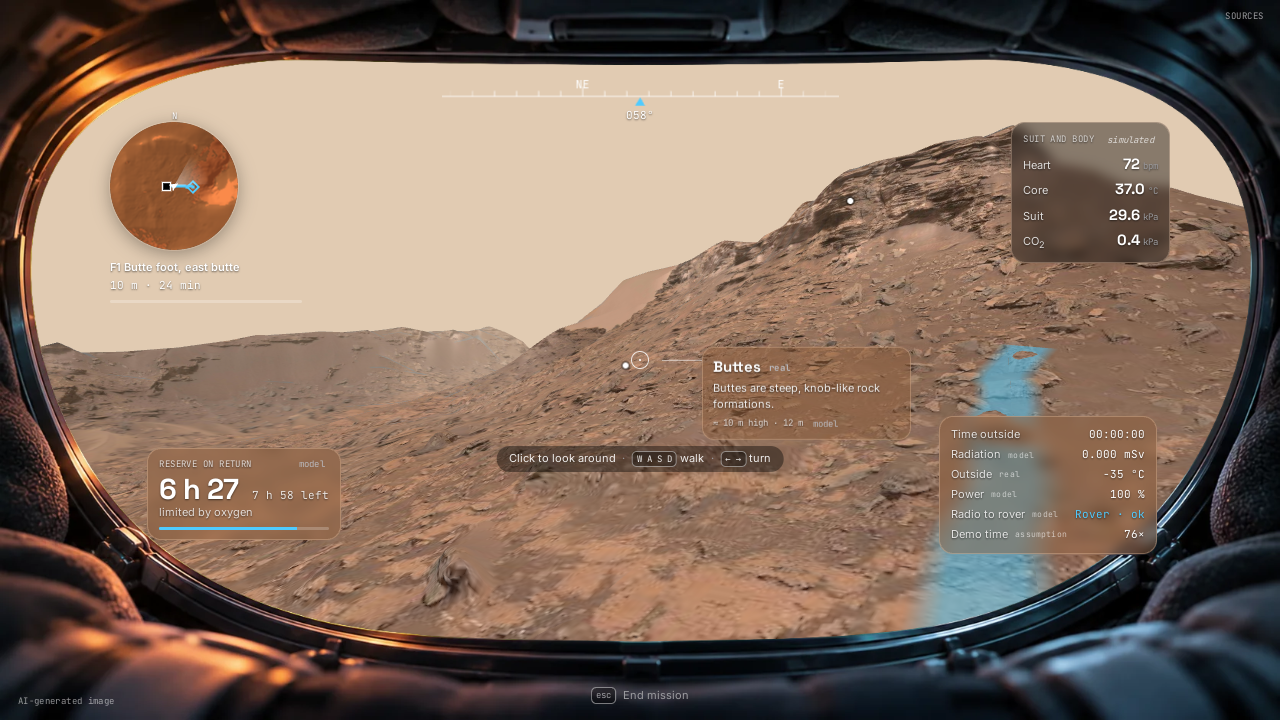 SOURCES
NE E
058°
N
F1 Butte foot, east butte
10 m · 24 min
SUIT AND BODY simulated
Heart 72 bpm
Core 37.0 °C
Suit 29.6 kPa
CO2 0.4 kPa
Buttes real
Buttes are steep, knob-like rock
formations.
≈ 10 m high · 12 m model
Click to look around · W A S D walk · ← → turn
RESERVE ON RETURN model
6 h 27 7 h 58 left
limited by oxygen
Time outside 00:00:00
Radiation model 0.000 mSv
Outside real -35 °C
Power model 100 %
Radio to rover model Rover · ok
Demo time assumption 76×
esc End mission
AI-generated image